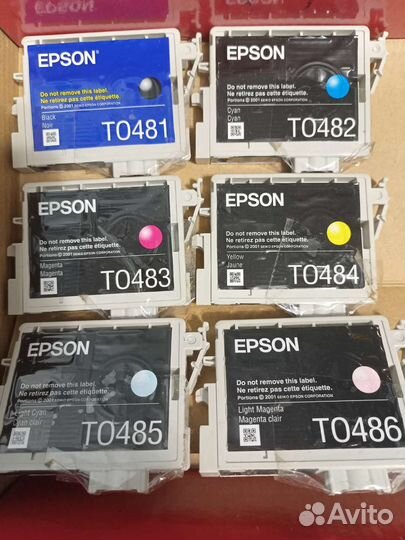 EPSON
Do not remove this label.
Ne retirez pas cette étiquette.
Portions © 2001 SEIKO EPSON CORPORATION
Black
Noir
T0481
EPSON
Do not remove this label.
Ne retirez pas cette étiquette.
Portions © 2001 SEIKO EPSON CORPORATION
Cyan
Cyan
T0482
EPSON
Do not remove this label.
Ne retirez pas cette étiquette.
Portions © 2001 SEIKO EPSON CORPORATION
Magenta
Magenta
T0483
EPSON
Do not remove this label.
Ne retirez pas cette étiquette.
Portions © 2001 SEIKO EPSON CORPORATION
Yellow
Jaune
T0484
EPSON
Do not remove this label.
Ne retirez pas cette étiquette.
Portions © 2001 SEIKO EPSON CORPORATION
Light Cyan
Cyan clair
T0485
EPSON
Do not remove this label.
Ne retirez pas cette étiquette.
Portions © 2001 SEIKO EPSON CORPORATION
Light Magenta
Magenta clair
T0486
Avito